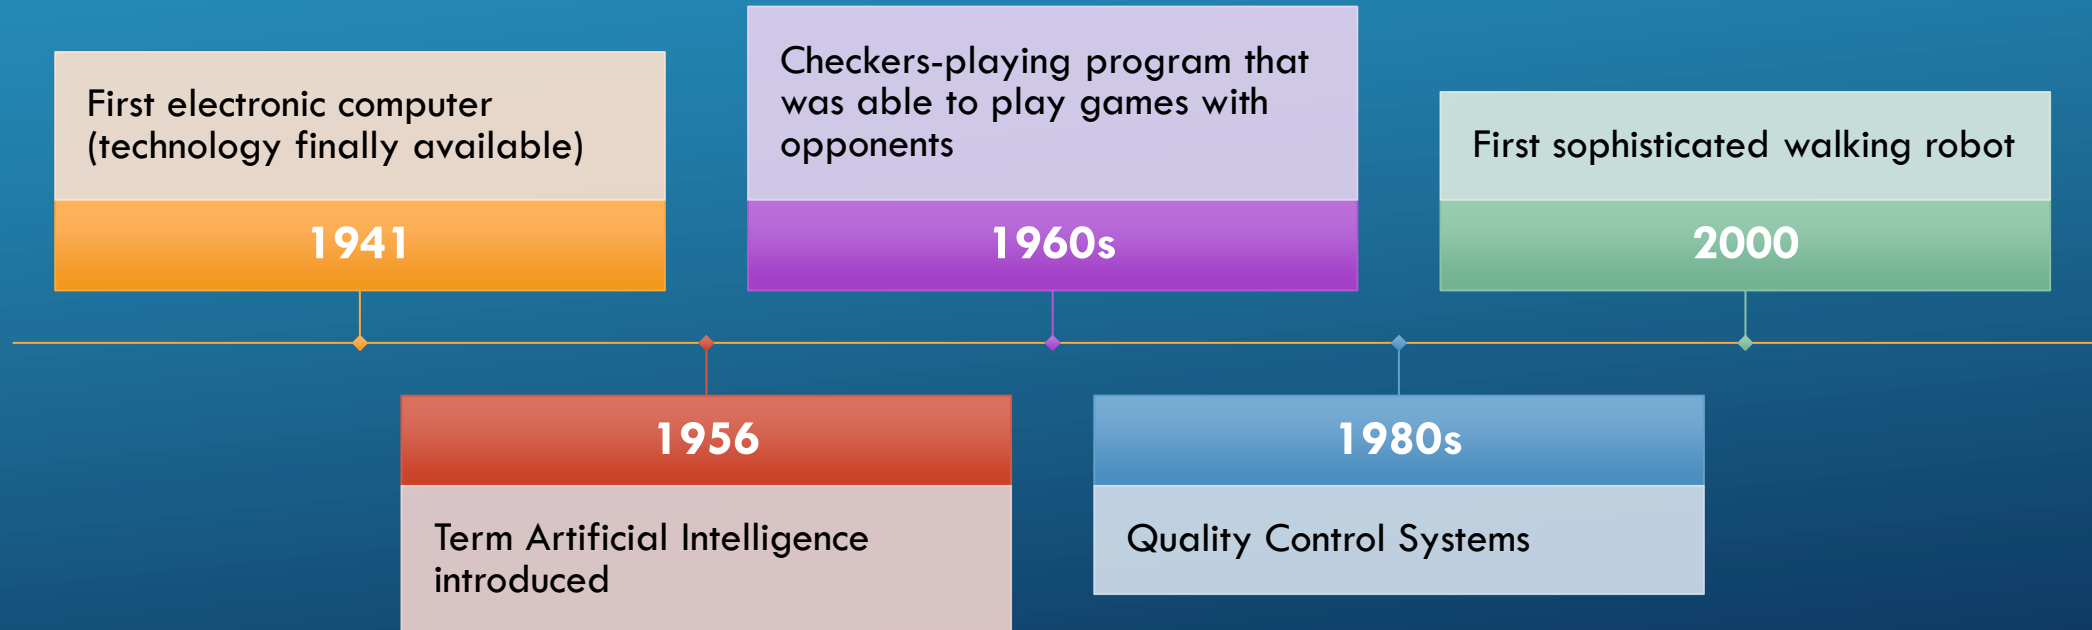 First electronic computer
(technology finally available)
1941
1956
Term Artificial Intelligence
introduced
Checkers-playing program that
was able to play games with
opponents
1960s
1980s
Quality Control Systems
First sophisticated walking robot
2000